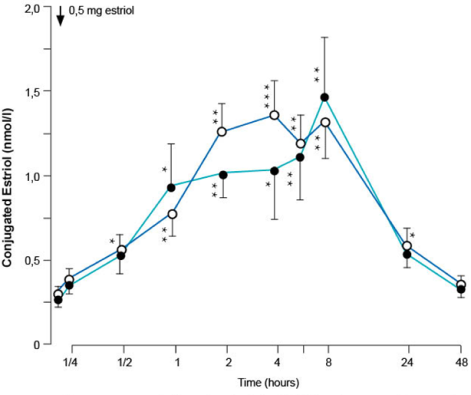 0,5 mg estriol
2,0
1,5
1,0
0,5
0
Conjugated Estriol (nmol/l)
*
* *
*
* *
* * *
* *
* * *
*
* *
* *
* *
* *
*
1/4 1/2 1 2 4 8 24 48
Time (hours)